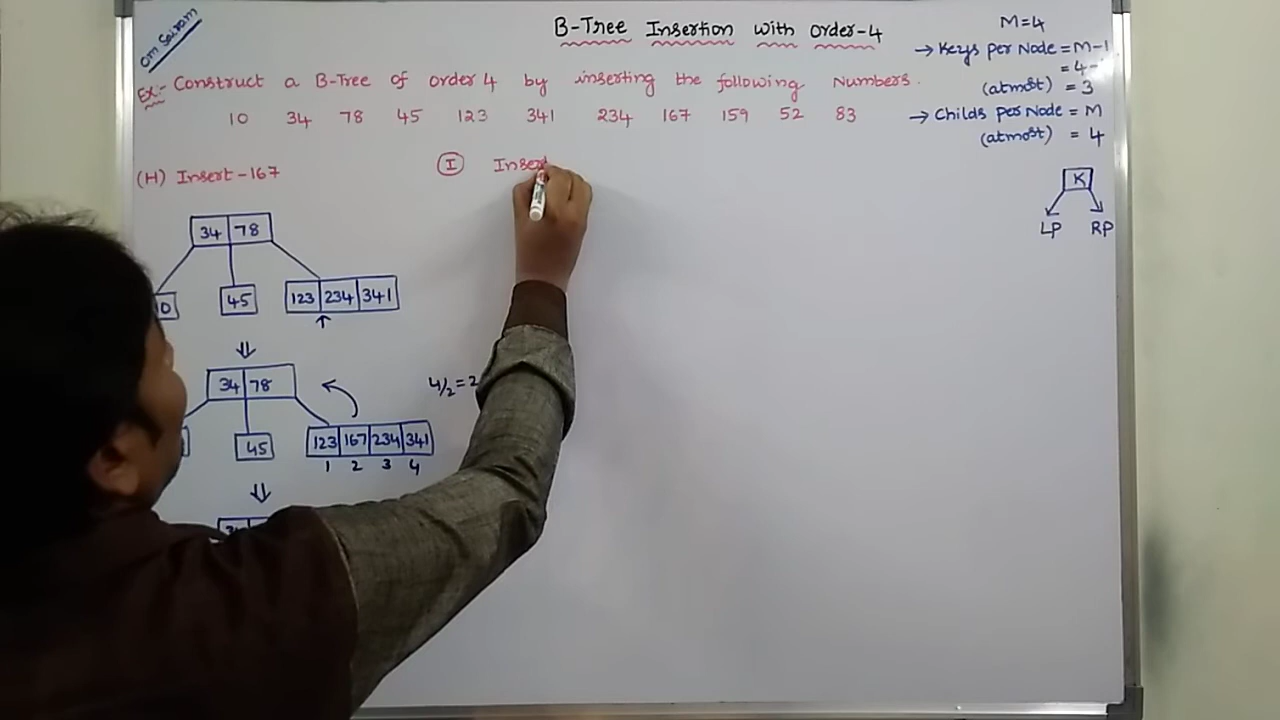 Om Sairam
B-Tree Insertion with order-4
M=4
→ Keys per Node = M-1
= 4-
(atmost) = 3
→ Childs per Node = M
(atmost) = 4
Ex:- Construct a B-Tree of order 4 by inserting the following Numbers.
10 34 78 45 123 341 234 167 159 52 83
K
LP RP
(H) Insert-167
34 78
45 123 234 341
34 78
4/2=2
45 123 167 234 341
1 2 3 4
(I) Insert